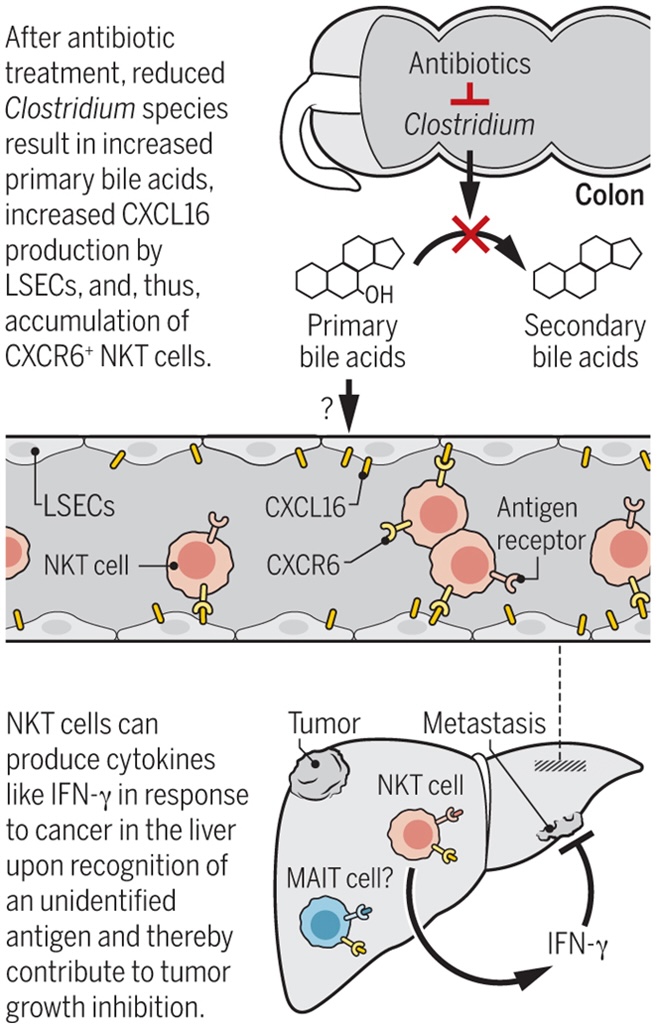 After antibiotic
treatment, reduced
Clostridium species
result in increased
primary bile acids,
increased CXCL16
production by
LSECs, and, thus,
accumulation of
CXCR6⁺ NKT cells.
Antibiotics
Clostridium
Colon
OH
Primary
bile acids
Secondary
bile acids
?
LSECs
CXCL16
Antigen
receptor
NKT cell
CXCR6
NKT cells can
produce cytokines
like IFN-γ in response
to cancer in the liver
upon recognition of
an unidentified
antigen and thereby
contribute to tumor
growth inhibition.
Tumor
Metastasis
NKT cell
MAIT cell?
IFN-γ